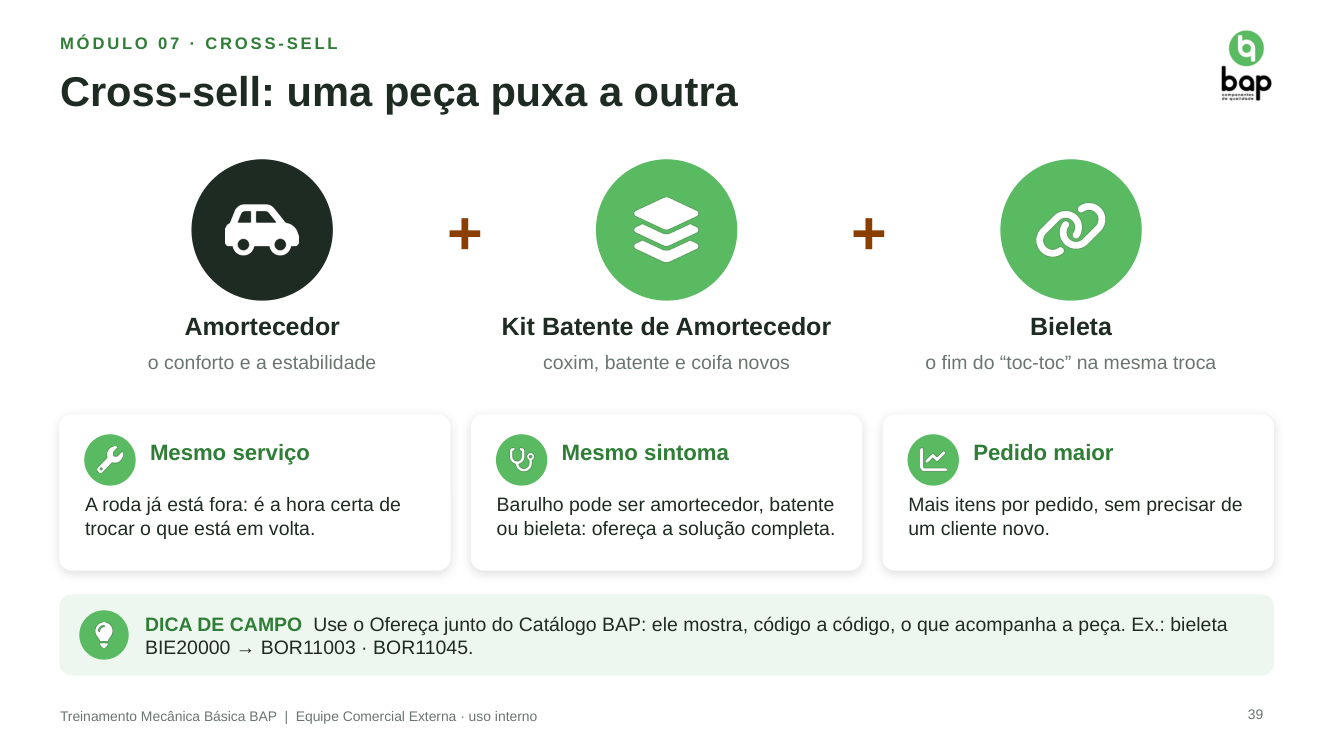 MÓDULO 07 · CROSS-SELL
Cross-sell: uma peça puxa a outra
bap
componentes
de qualidade
+
+
Amortecedor
Kit Batente de Amortecedor
Bieleta
o conforto e a estabilidade
coxim, batente e coifa novos
o fim do “toc-toc” na mesma troca
Mesmo serviço
A roda já está fora: é a hora certa de
trocar o que está em volta.
Mesmo sintoma
Barulho pode ser amortecedor, batente
ou bieleta: ofereça a solução completa.
Pedido maior
Mais itens por pedido, sem precisar de
um cliente novo.
DICA DE CAMPO Use o Ofereça junto do Catálogo BAP: ele mostra, código a código, o que acompanha a peça. Ex.: bieleta
BIE20000 → BOR11003 · BOR11045.
Treinamento Mecânica Básica BAP | Equipe Comercial Externa · uso interno
39